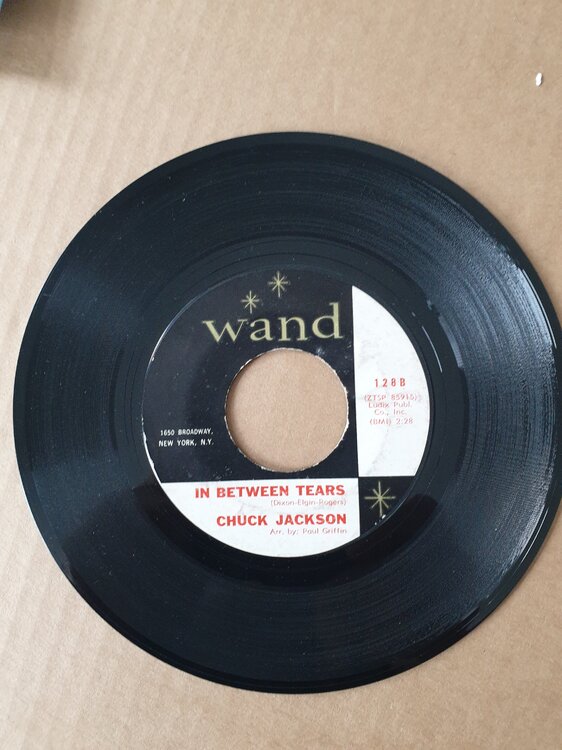 wand
128B
(ZTSP 85915)
Ludix Publ.
Co., Inc.
(BMI) 2:28
1650 BROADWAY,
NEW YORK, N.Y.
IN BETWEEN TEARS
(Dixon-Elgin-Rogers)
CHUCK JACKSON
Arr. by: Paul Griffin